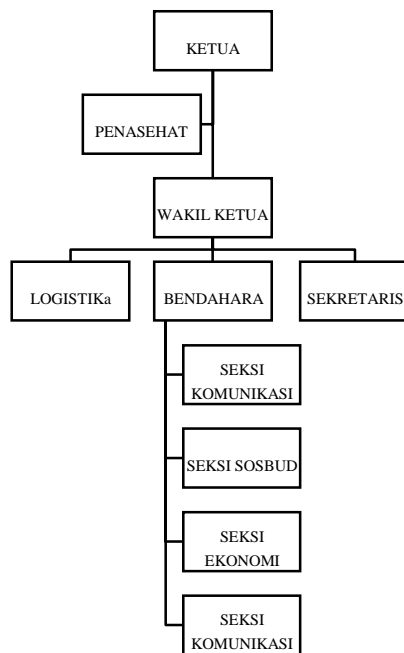 KETUA
PENASEHAT
WAKIL KETUA
LOGISTIKa
BENDAHARA
SEKRETARIS
SEKSI
KOMUNIKASI
SEKSI SOSBUD
SEKSI
EKONOMI
SEKSI
KOMUNIKASI